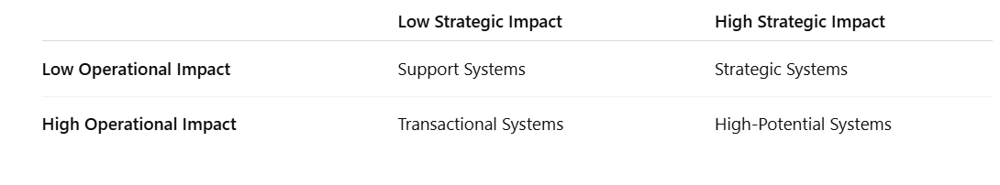 Low Strategic Impact High Strategic Impact
Low Operational Impact Support Systems Strategic Systems
High Operational Impact Transactional Systems High-Potential Systems